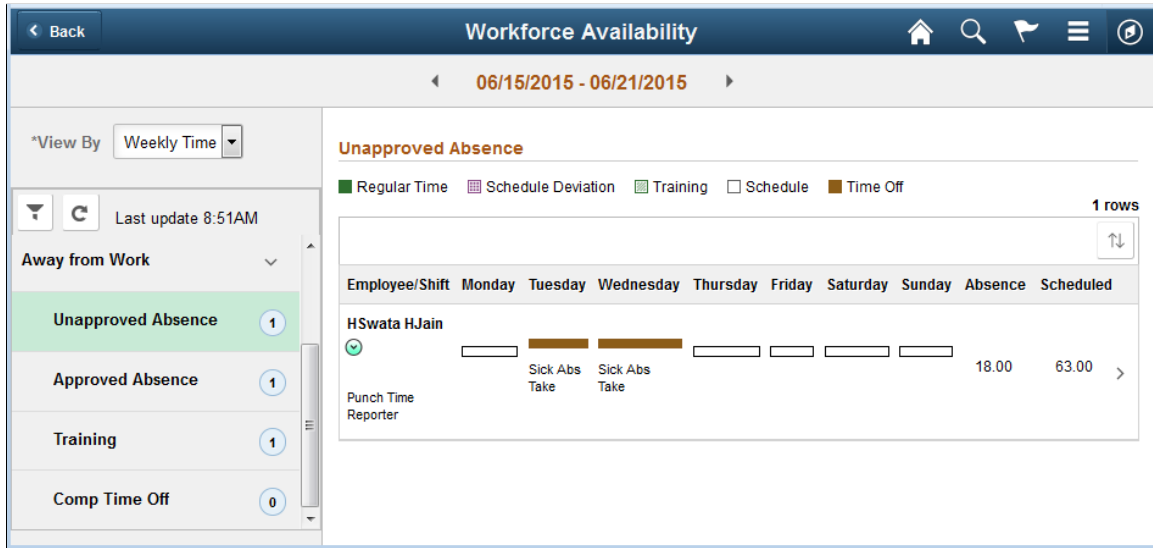 Back
Workforce Availability
06/15/2015 - 06/21/2015
*View By Weekly Time
Last update 8:51AM
Away from Work
Unapproved Absence 1
Approved Absence 1
Training 1
Comp Time Off 0
Unapproved Absence
Regular Time Schedule Deviation Training Schedule Time Off
1 rows
Employee/Shift Monday Tuesday Wednesday Thursday Friday Saturday Sunday Absence Scheduled
HSwata HJain
Sick Abs Sick Abs 18.00 63.00
Take Take
Punch Time
Reporter